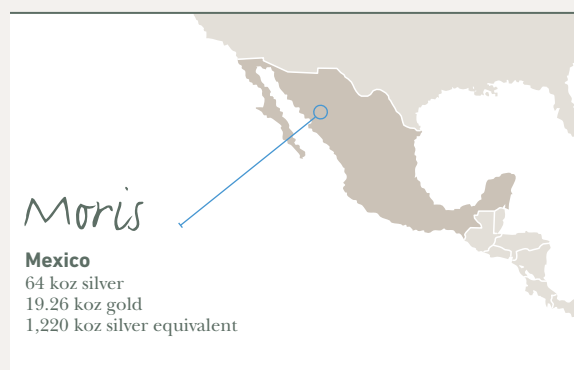 Moris
Mexico
64 koz silver
19.26 koz gold
1,220 koz silver equivalent